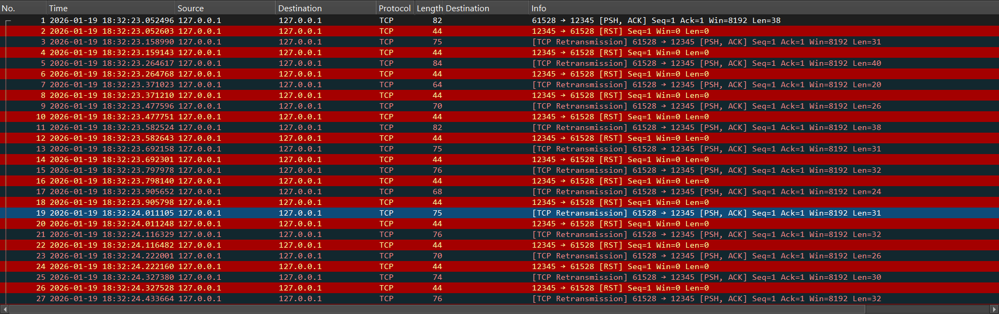 No. Time Source Destination Protocol Length Destination Info
1 2026-01-19 18:32:23.052496 127.0.0.1 127.0.0.1 TCP 82 61528 → 12345 [PSH, ACK] Seq=1 Ack=1 Win=8192 Len=38
2 2026-01-19 18:32:23.052603 127.0.0.1 127.0.0.1 TCP 44 12345 → 61528 [RST] Seq=1 Win=0 Len=0
3 2026-01-19 18:32:23.158990 127.0.0.1 127.0.0.1 TCP 75 [TCP Retransmission] 61528 → 12345 [PSH, ACK] Seq=1 Ack=1 Win=8192 Len=31
4 2026-01-19 18:32:23.159143 127.0.0.1 127.0.0.1 TCP 44 12345 → 61528 [RST] Seq=1 Win=0 Len=0
5 2026-01-19 18:32:23.264617 127.0.0.1 127.0.0.1 TCP 84 [TCP Retransmission] 61528 → 12345 [PSH, ACK] Seq=1 Ack=1 Win=8192 Len=40
6 2026-01-19 18:32:23.264768 127.0.0.1 127.0.0.1 TCP 44 12345 → 61528 [RST] Seq=1 Win=0 Len=0
7 2026-01-19 18:32:23.371023 127.0.0.1 127.0.0.1 TCP 64 [TCP Retransmission] 61528 → 12345 [PSH, ACK] Seq=1 Ack=1 Win=8192 Len=20
8 2026-01-19 18:32:23.371210 127.0.0.1 127.0.0.1 TCP 44 12345 → 61528 [RST] Seq=1 Win=0 Len=0
9 2026-01-19 18:32:23.477596 127.0.0.1 127.0.0.1 TCP 70 [TCP Retransmission] 61528 → 12345 [PSH, ACK] Seq=1 Ack=1 Win=8192 Len=26
10 2026-01-19 18:32:23.477751 127.0.0.1 127.0.0.1 TCP 44 12345 → 61528 [RST] Seq=1 Win=0 Len=0
11 2026-01-19 18:32:23.582524 127.0.0.1 127.0.0.1 TCP 82 [TCP Retransmission] 61528 → 12345 [PSH, ACK] Seq=1 Ack=1 Win=8192 Len=38
12 2026-01-19 18:32:23.582643 127.0.0.1 127.0.0.1 TCP 44 12345 → 61528 [RST] Seq=1 Win=0 Len=0
13 2026-01-19 18:32:23.692158 127.0.0.1 127.0.0.1 TCP 75 [TCP Retransmission] 61528 → 12345 [PSH, ACK] Seq=1 Ack=1 Win=8192 Len=31
14 2026-01-19 18:32:23.692301 127.0.0.1 127.0.0.1 TCP 44 12345 → 61528 [RST] Seq=1 Win=0 Len=0
15 2026-01-19 18:32:23.797978 127.0.0.1 127.0.0.1 TCP 76 [TCP Retransmission] 61528 → 12345 [PSH, ACK] Seq=1 Ack=1 Win=8192 Len=32
16 2026-01-19 18:32:23.798140 127.0.0.1 127.0.0.1 TCP 44 12345 → 61528 [RST] Seq=1 Win=0 Len=0
17 2026-01-19 18:32:23.905652 127.0.0.1 127.0.0.1 TCP 68 [TCP Retransmission] 61528 → 12345 [PSH, ACK] Seq=1 Ack=1 Win=8192 Len=24
18 2026-01-19 18:32:23.905798 127.0.0.1 127.0.0.1 TCP 44 12345 → 61528 [RST] Seq=1 Win=0 Len=0
19 2026-01-19 18:32:24.011105 127.0.0.1 127.0.0.1 TCP 75 [TCP Retransmission] 61528 → 12345 [PSH, ACK] Seq=1 Ack=1 Win=8192 Len=31
20 2026-01-19 18:32:24.011248 127.0.0.1 127.0.0.1 TCP 44 12345 → 61528 [RST] Seq=1 Win=0 Len=0
21 2026-01-19 18:32:24.116329 127.0.0.1 127.0.0.1 TCP 76 [TCP Retransmission] 61528 → 12345 [PSH, ACK] Seq=1 Ack=1 Win=8192 Len=32
22 2026-01-19 18:32:24.116482 127.0.0.1 127.0.0.1 TCP 44 12345 → 61528 [RST] Seq=1 Win=0 Len=0
23 2026-01-19 18:32:24.222001 127.0.0.1 127.0.0.1 TCP 70 [TCP Retransmission] 61528 → 12345 [PSH, ACK] Seq=1 Ack=1 Win=8192 Len=26
24 2026-01-19 18:32:24.222160 127.0.0.1 127.0.0.1 TCP 44 12345 → 61528 [RST] Seq=1 Win=0 Len=0
25 2026-01-19 18:32:24.327380 127.0.0.1 127.0.0.1 TCP 74 [TCP Retransmission] 61528 → 12345 [PSH, ACK] Seq=1 Ack=1 Win=8192 Len=30
26 2026-01-19 18:32:24.327528 127.0.0.1 127.0.0.1 TCP 44 12345 → 61528 [RST] Seq=1 Win=0 Len=0
27 2026-01-19 18:32:24.433664 127.0.0.1 127.0.0.1 TCP 76 [TCP Retransmission] 61528 → 12345 [PSH, ACK] Seq=1 Ack=1 Win=8192 Len=32